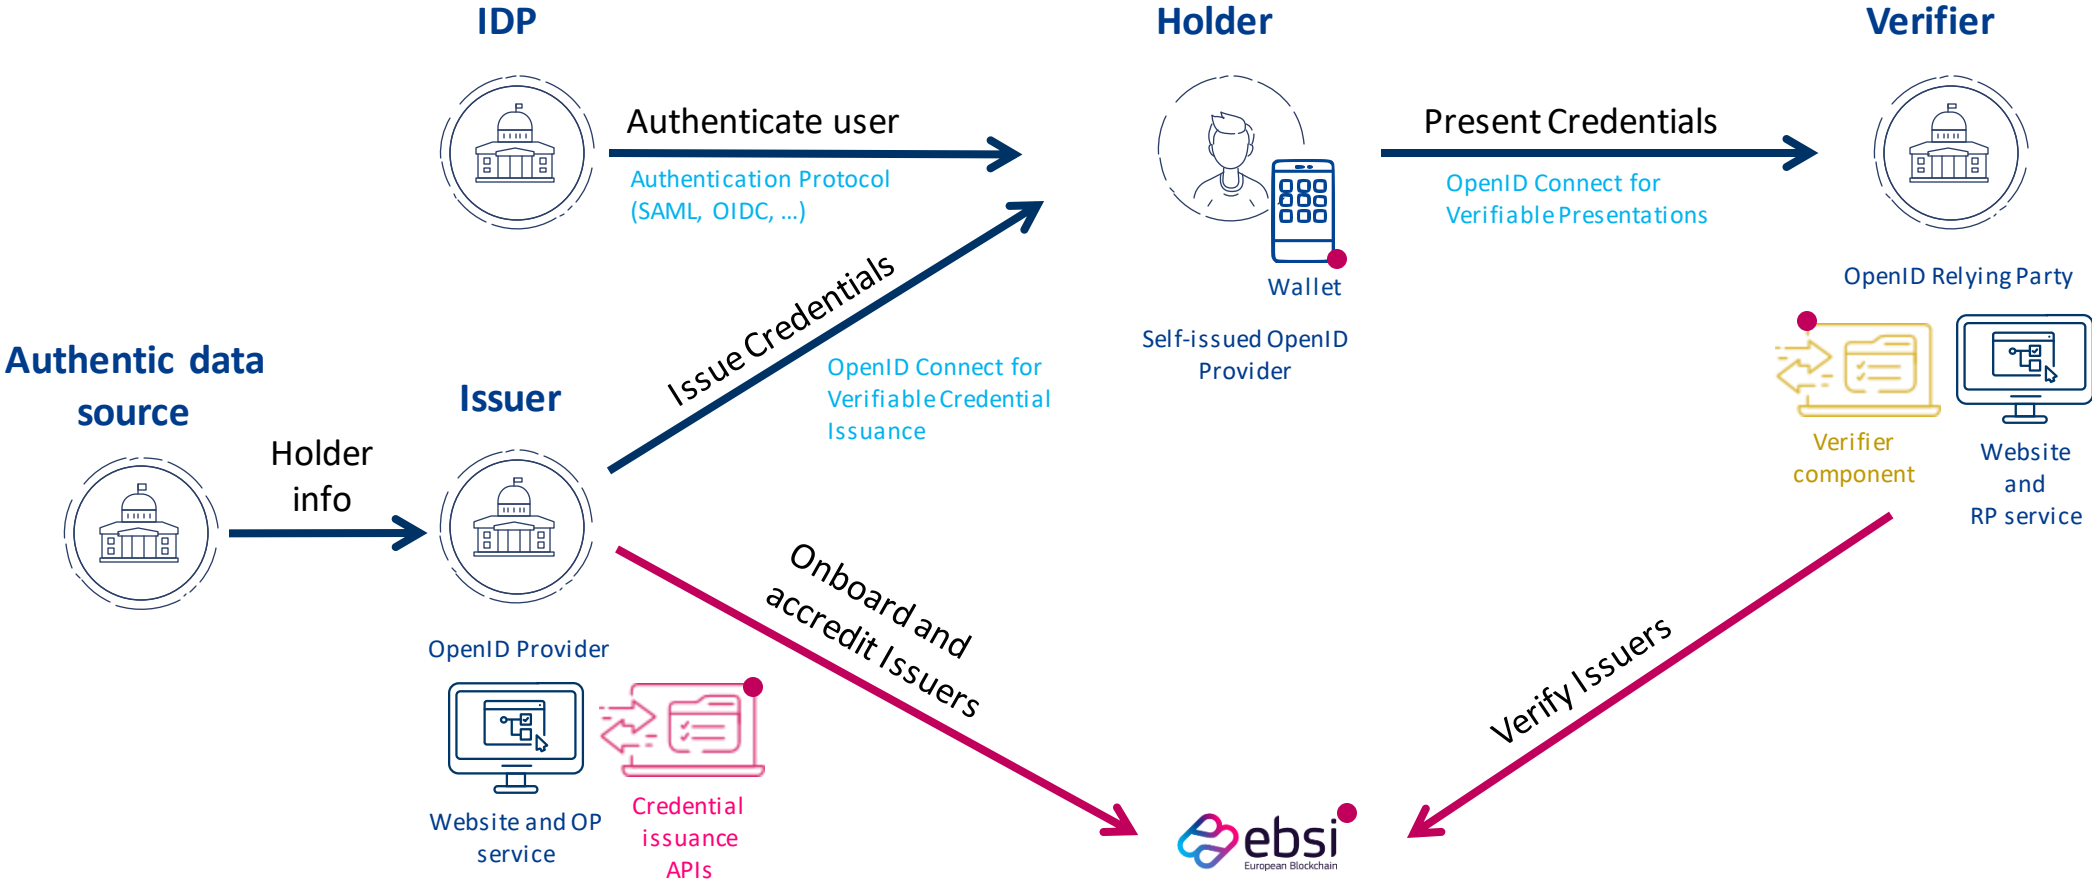 IDP
Holder
Verifier
Authenticate user
Authentication Protocol
(SAML, OIDC, ...)
Present Credentials
OpenID Connect for
Verifiable Presentations
Wallet
Self-issued OpenID
Provider
OpenID Relying Party
Verifier
component
Website
and
RP service
Authentic data
source
Holder
info
Issuer
Issue Credentials
OpenID Connect for
Verifiable Credential
Issuance
OpenID Provider
Website and OP
service
Credential
issuance
APIs
Onboard and
accredit Issuers
Verify Issuers
ebsi
European Blockchain